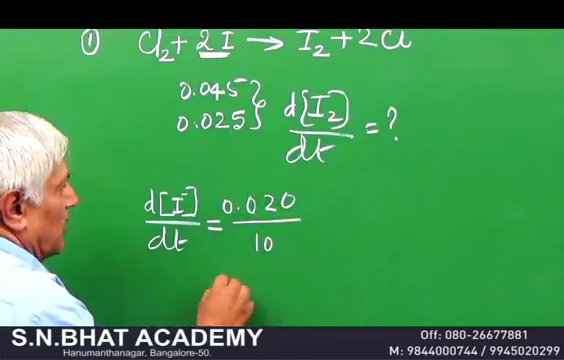 ① Cl₂ + 2I → I₂ + 2Cl
0.045
0.025 } d[I₂]/dt = ?
d[I⁻]/dt = 0.020/10
S.N.BHAT ACADEMY
Hanumanthanagar, Bangalore-50.
Off: 080-26677881
M: 9844000744 / 9945020299